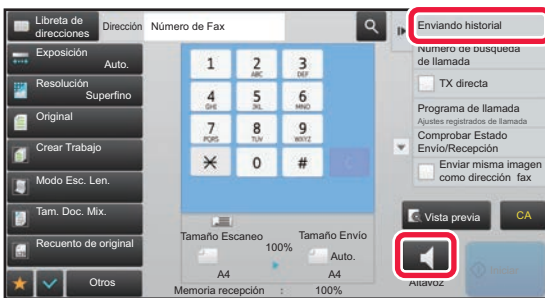 Libreta de
direcciones
Dirección
Número de Fax
Exposición
Auto.
Resolución
Superfino
Original
Crear Trabajo
Modo Esc. Len.
Tam. Doc. Mix.
Recuento de original
Otros
1
2
ABC
3
DEF
4
GHI
5
JKL
6
MNO
7
PQRS
8
TUV
9
WXYZ
0
#
C
Tamaño Escaneo
100%
Tamaño Envío
Auto.
A4
A4
Memoria recepción : 100%
Enviando historial
Número de búsqueda
de llamada
TX directa
Programa de llamada
Ajustes registrados de llamada
Comprobar Estado
Envío/Recepción
Enviar misma imagen
como dirección fax
Vista previa
CA
Altavoz